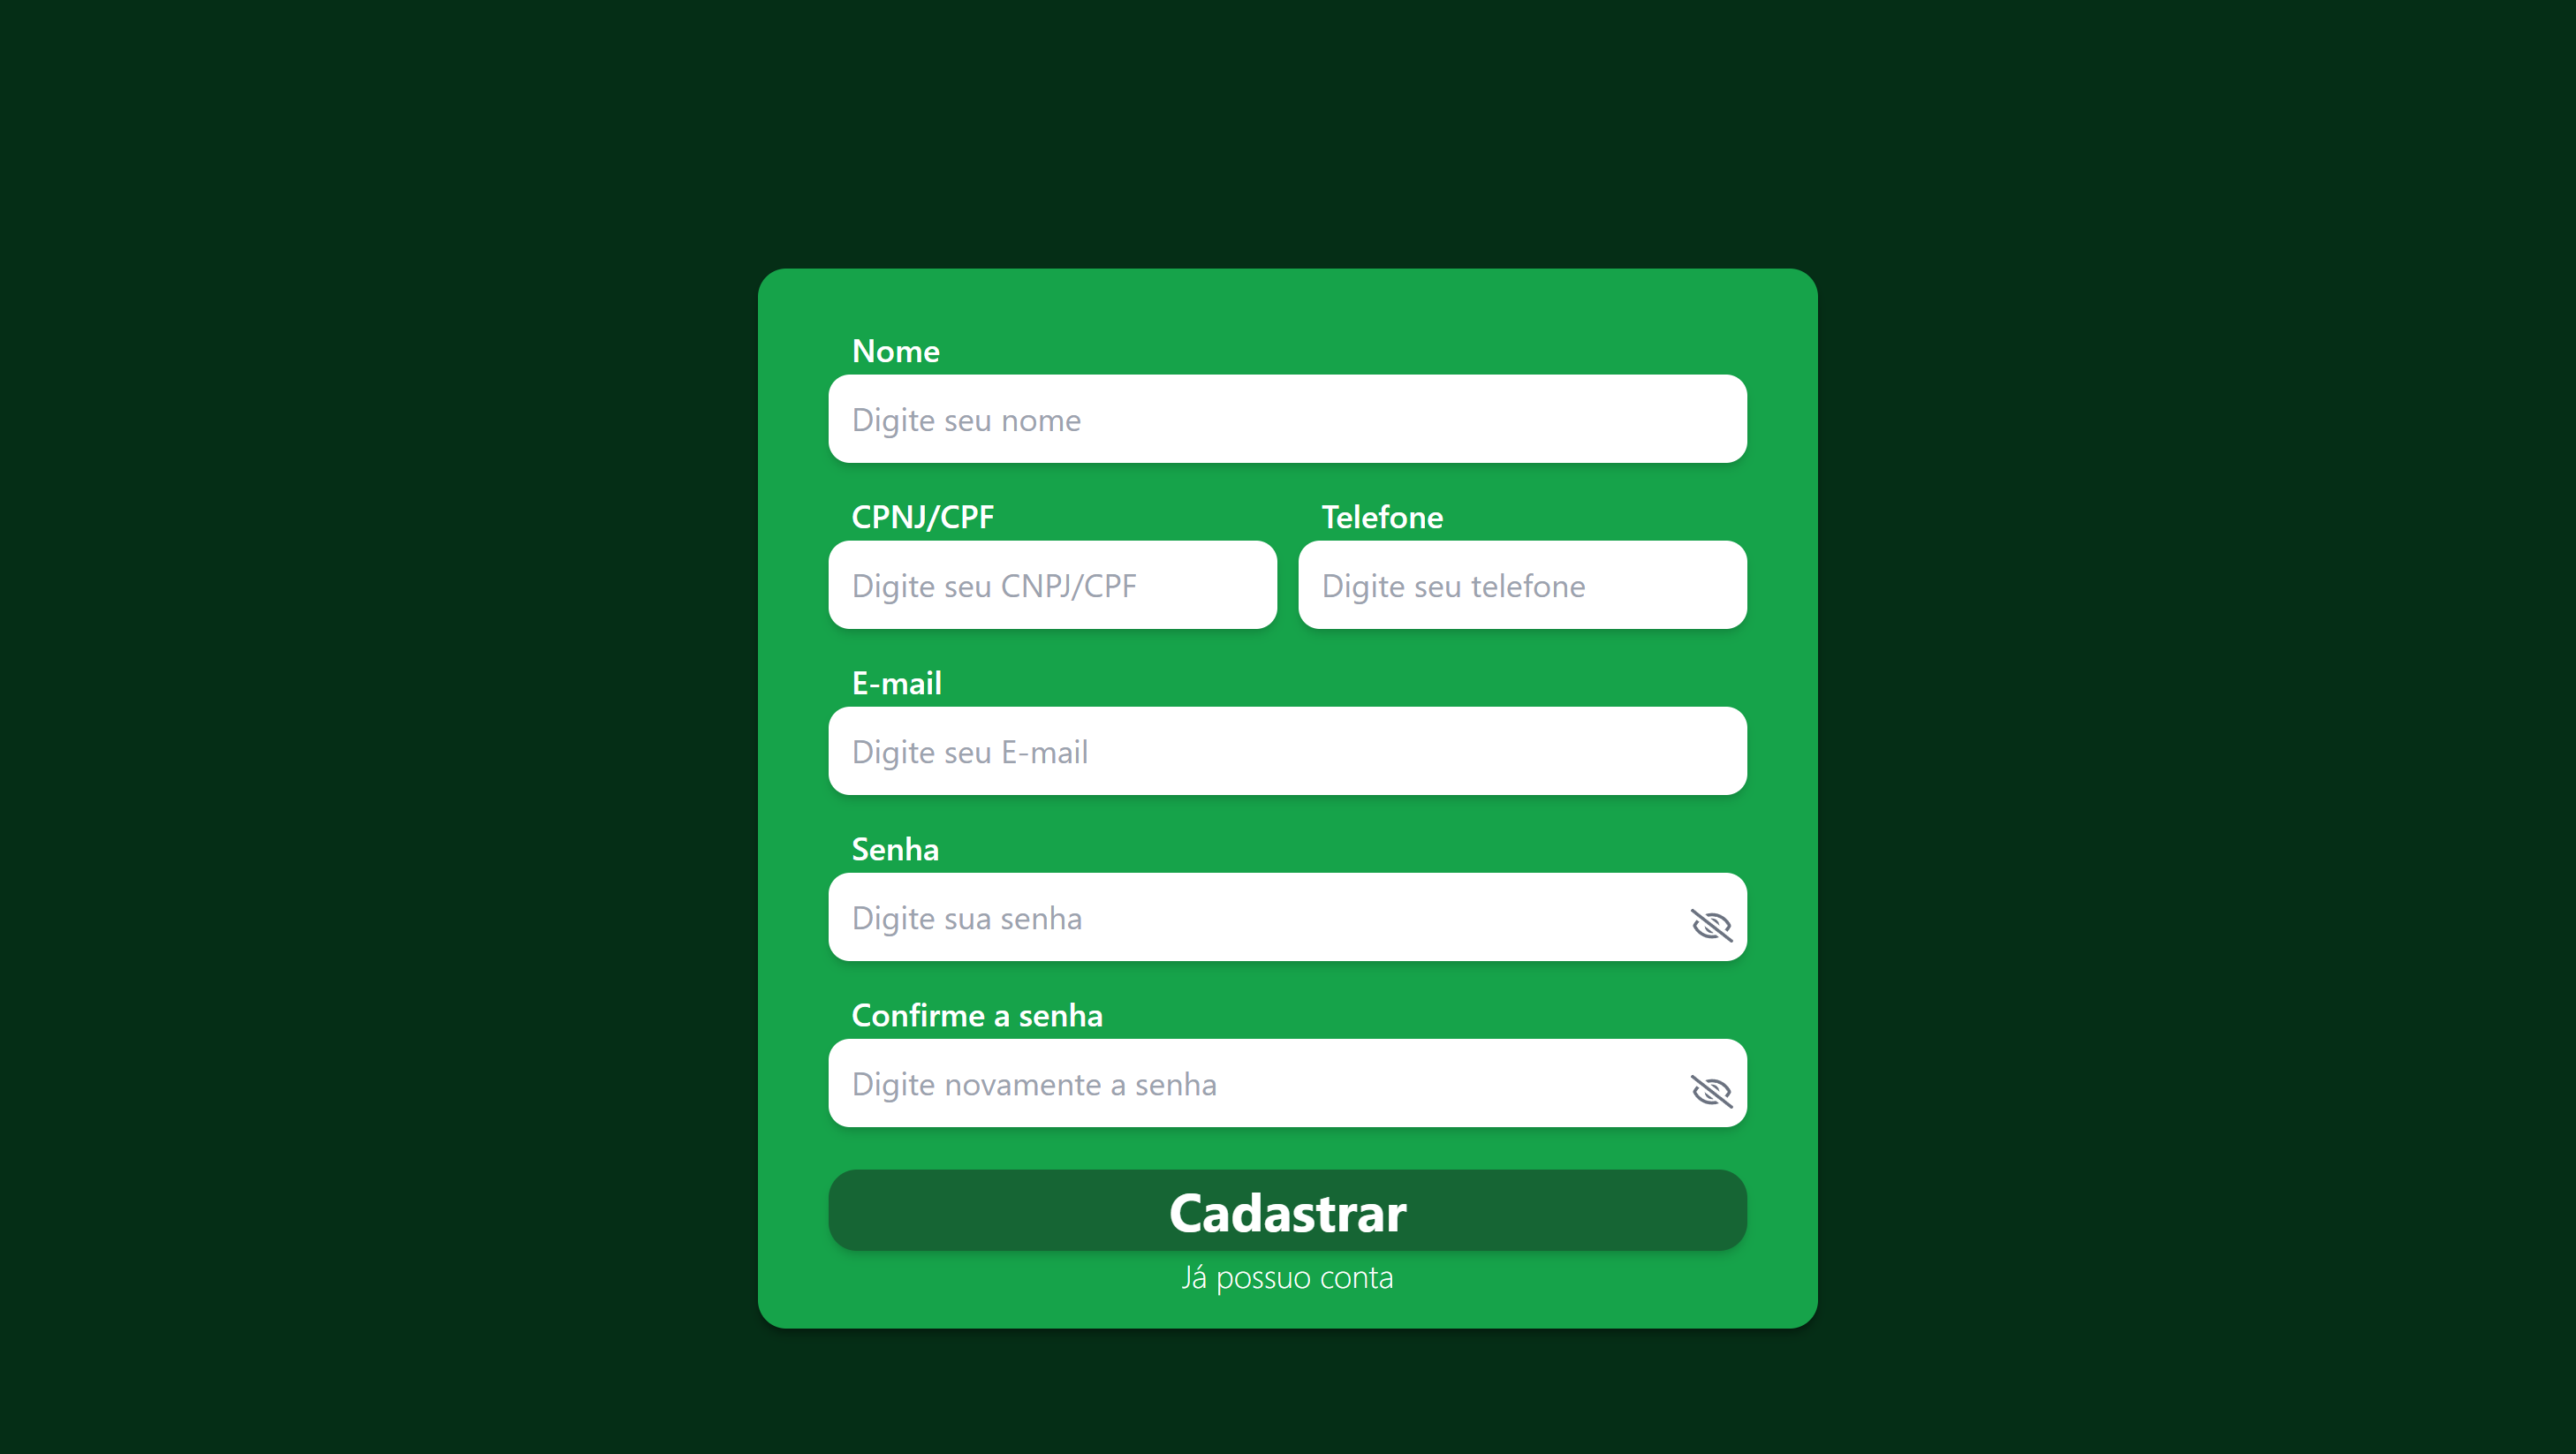 Nome
Digite seu nome
CPNJ/CPF
Telefone
Digite seu CNPJ/CPF
Digite seu telefone
E-mail
Digite seu E-mail
Senha
Digite sua senha
Confirme a senha
Digite novamente a senha
Cadastrar
Já possuo conta